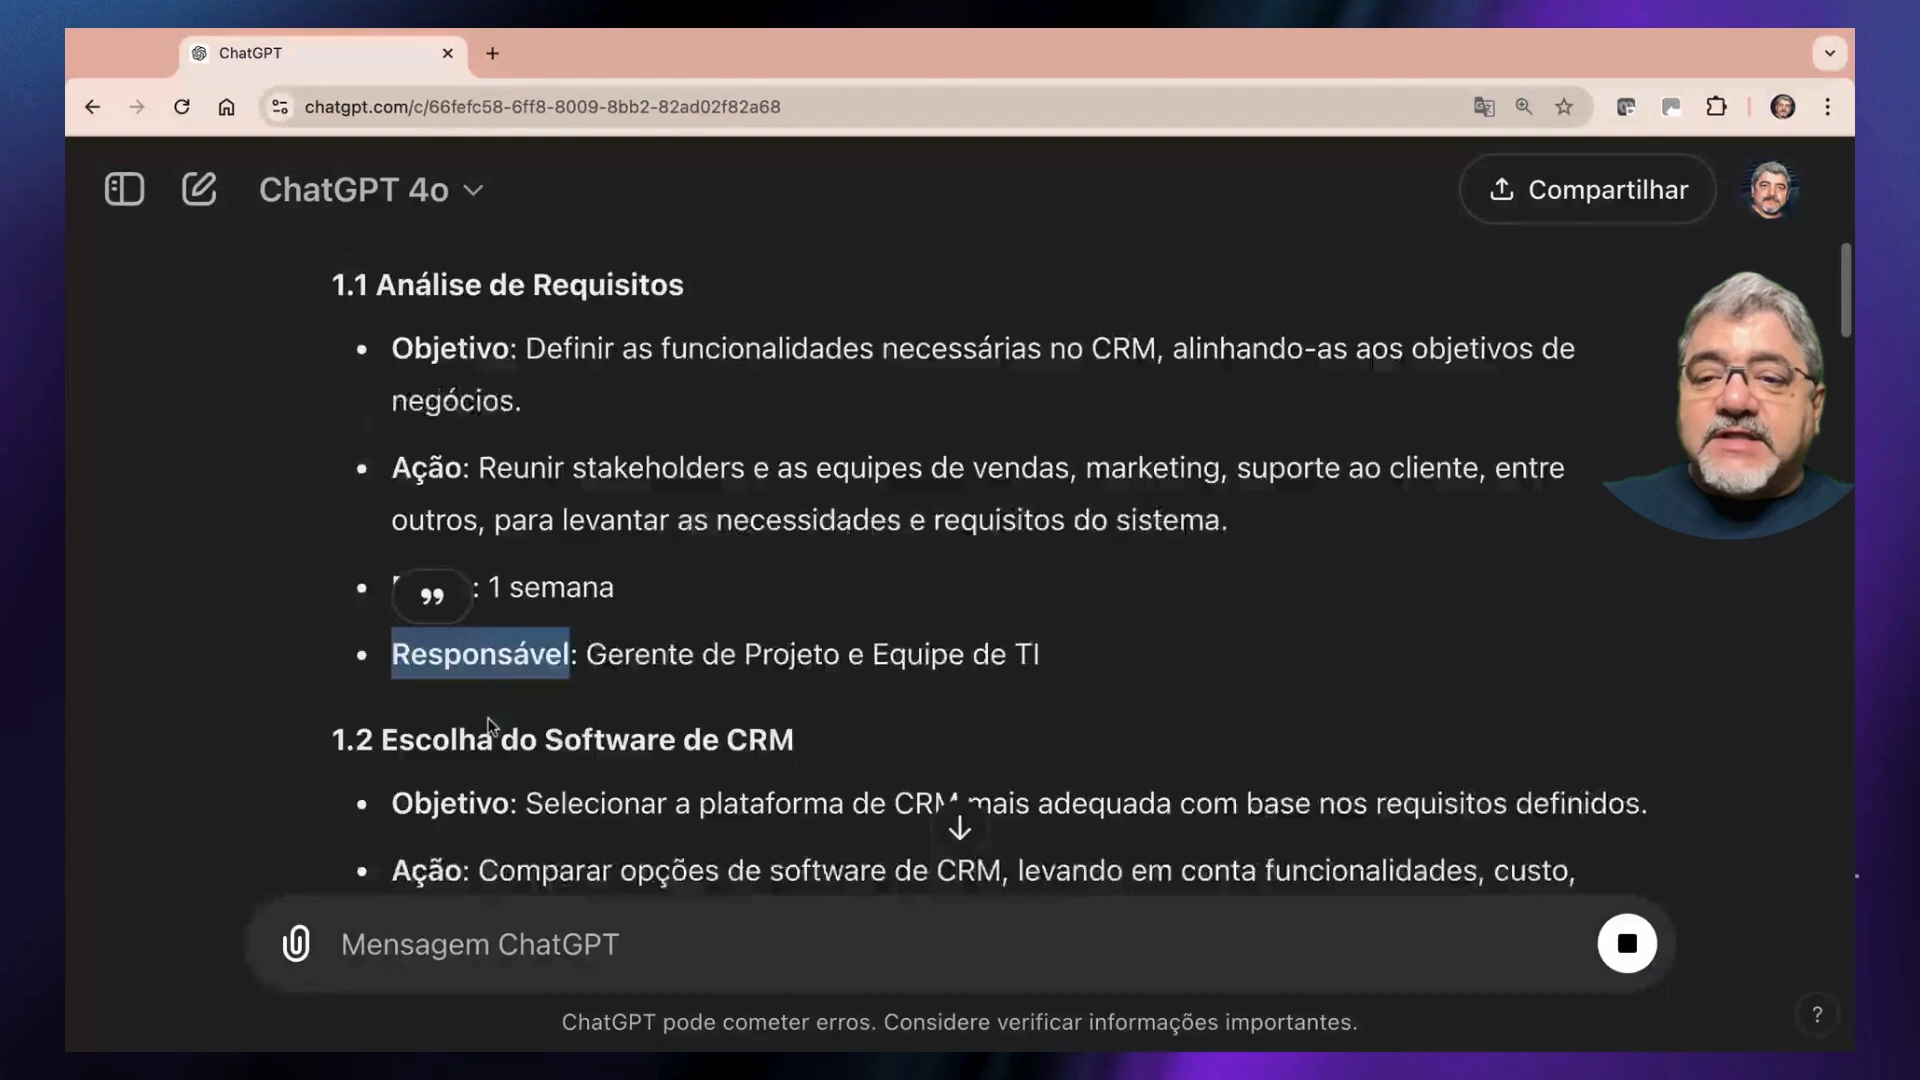 ChatGPT
chatgpt.com/c/66fefc58-6ff8-8009-8bb2-82ad02f82a68
ChatGPT 4o
Compartilhar
1.1 Análise de Requisitos
• Objetivo: Definir as funcionalidades necessárias no CRM, alinhando-as aos objetivos de
negócios.
• Ação: Reunir stakeholders e as equipes de vendas, marketing, suporte ao cliente, entre
outros, para levantar as necessidades e requisitos do sistema.
• : 1 semana
• Responsável: Gerente de Projeto e Equipe de TI
1.2 Escolha do Software de CRM
• Objetivo: Selecionar a plataforma de CRM mais adequada com base nos requisitos definidos.
• Ação: Comparar opções de software de CRM, levando em conta funcionalidades, custo,
Mensagem ChatGPT
ChatGPT pode cometer erros. Considere verificar informações importantes.
?